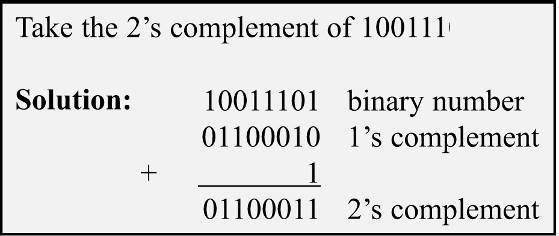 Take the 2's complement of 100111
Solution: 10011101 binary number
01100010 1's complement
+ 1
01100011 2's complement